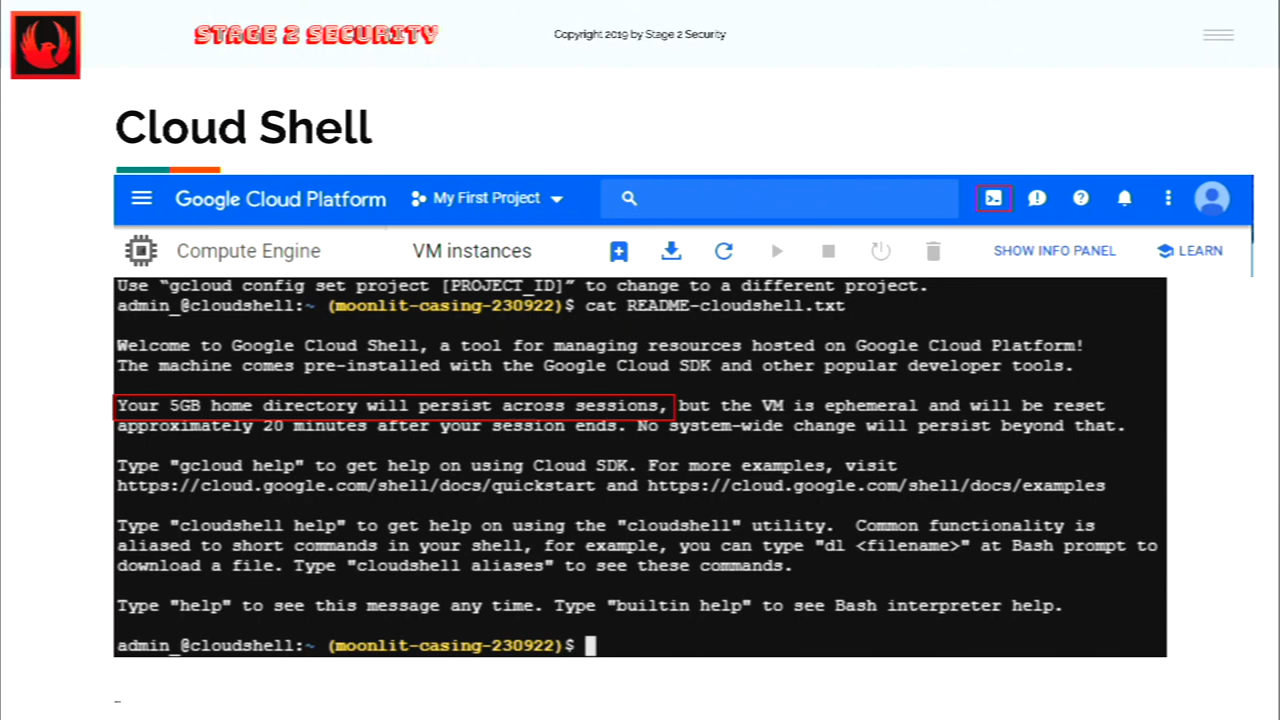 STAGE 2 SECURITY
Copyright 2019 by Stage 2 Security
Cloud Shell
Google Cloud Platform My First Project
Compute Engine VM instances SHOW INFO PANEL LEARN
Use "gcloud config set project [PROJECT_ID]" to change to a different project.
admin_@cloudshell:~ (moonlit-casing-230922)$ cat README-cloudshell.txt
Welcome to Google Cloud Shell, a tool for managing resources hosted on Google Cloud Platform!
The machine comes pre-installed with the Google Cloud SDK and other popular developer tools.
Your 5GB home directory will persist across sessions, but the VM is ephemeral and will be reset
approximately 20 minutes after your session ends. No system-wide change will persist beyond that.
Type "gcloud help" to get help on using Cloud SDK. For more examples, visit
https://cloud.google.com/shell/docs/quickstart and https://cloud.google.com/shell/docs/examples
Type "cloudshell help" to get help on using the "cloudshell" utility.  Common functionality is
aliased to short commands in your shell, for example, you can type "dl <filename>" at Bash prompt to
download a file. Type "cloudshell aliases" to see these commands.
Type "help" to see this message any time. Type "builtin help" to see Bash interpreter help.
admin_@cloudshell:~ (moonlit-casing-230922)$